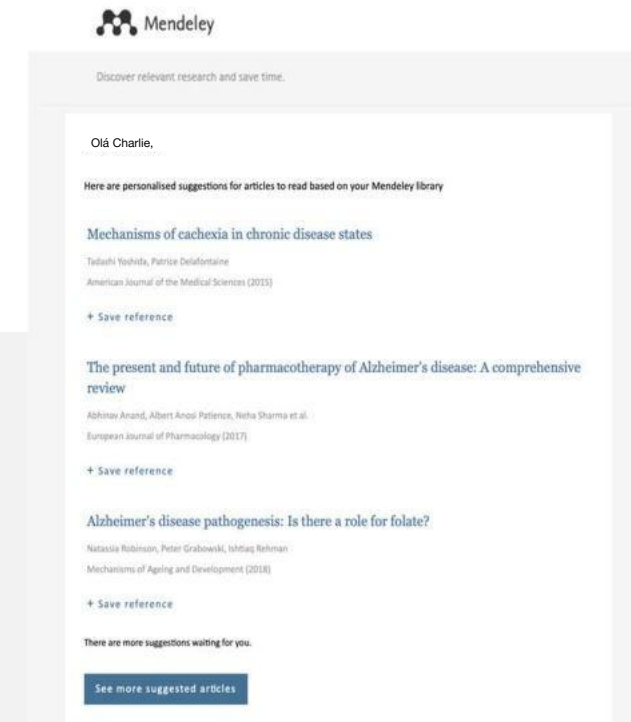 Mendeley
Discover relevant research and save time.
Olá Charlie,
Here are personalised suggestions for articles to read based on your Mendeley library
Mechanisms of cachexia in chronic disease states
Tadashi Yoshida, Patrice Delafontaine
American Journal of the Medical Sciences (2015)
+ Save reference
The present and future of pharmacotherapy of Alzheimer's disease: A comprehensive
review
Abhinav Anand, Albert Anosi Patience, Neha Sharma et al.
European Journal of Pharmacology (2017)
+ Save reference
Alzheimer's disease pathogenesis: Is there a role for folate?
Natassia Robinson, Peter Grabowski, Ishtiaq Rehman
Mechanisms of Ageing and Development (2018)
+ Save reference
There are more suggestions waiting for you.
See more suggested articles